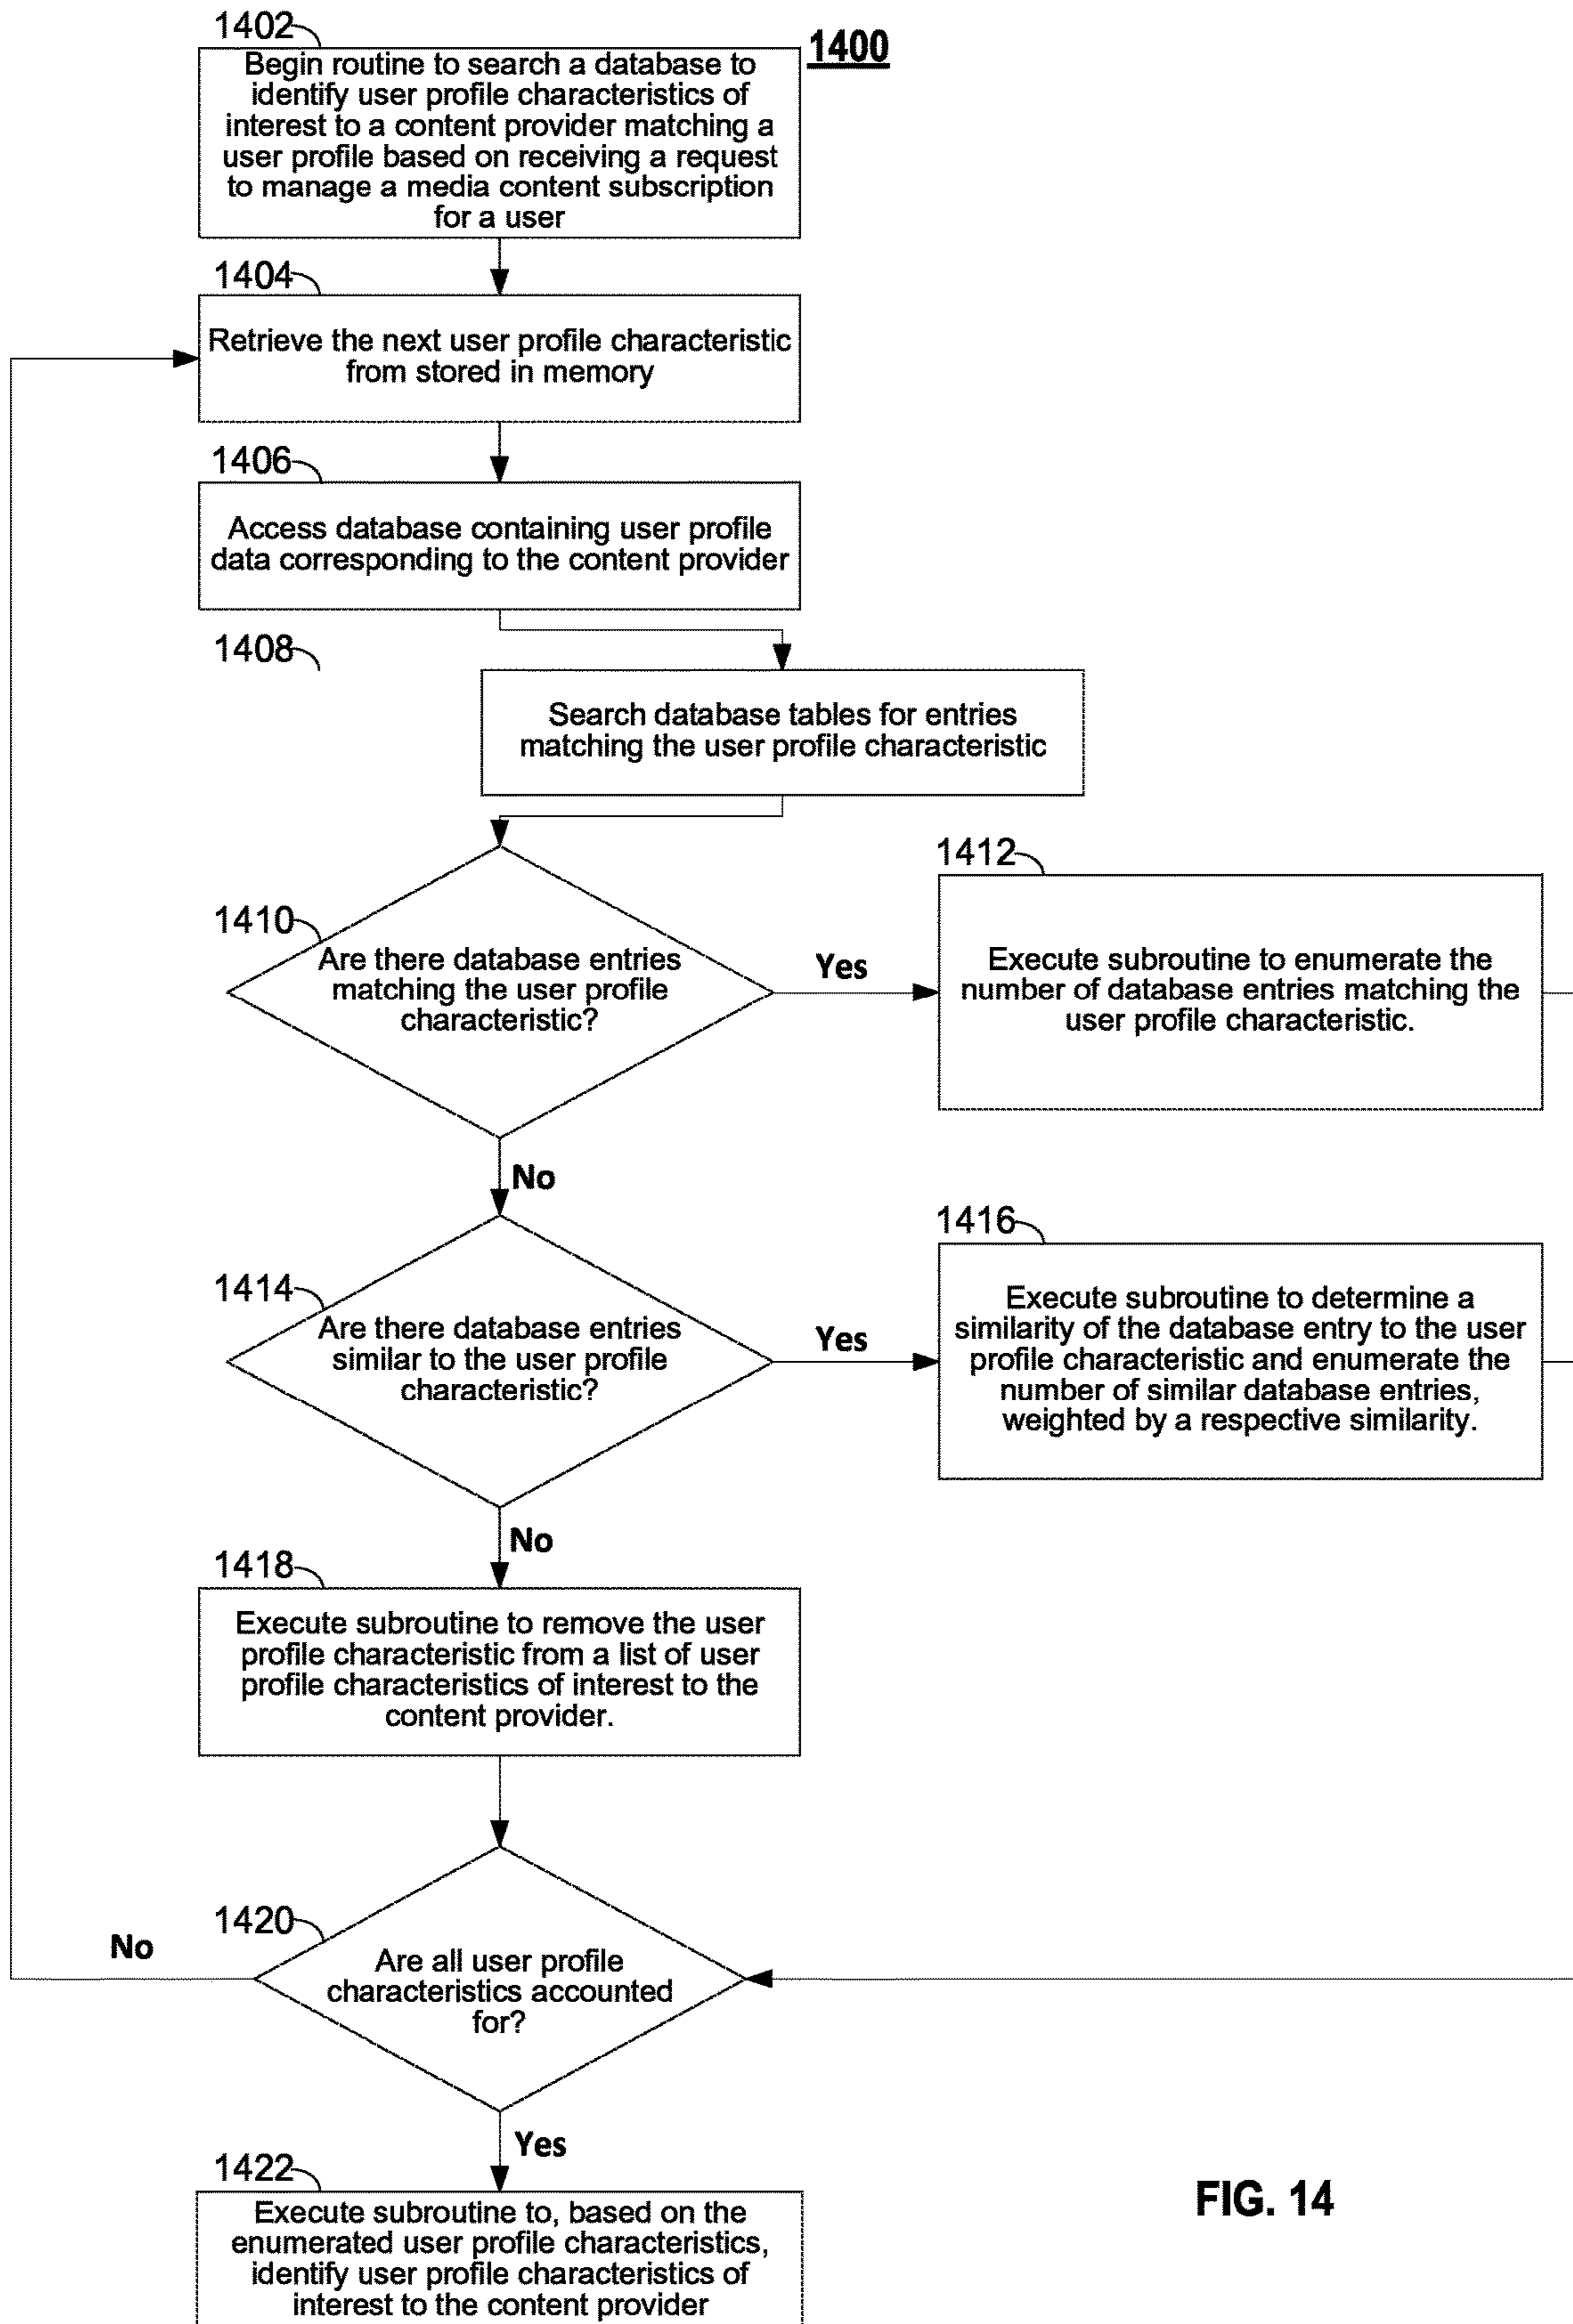 1402
1400
Begin routine to search a database to
identify user profile characteristics of
interest to a content provider matching a
user profile based on receiving a request
to manage a media content subscription
for a user
1404
Retrieve the next user profile characteristic
from stored in memory
1406
Access database containing user profile
data corresponding to the content provider
1408
Search database tables for entries
matching the user profile characteristic
1410
Are there database entries
matching the user profile
characteristic?
Yes
1412
Execute subroutine to enumerate the
number of database entries matching the
user profile characteristic.
No
1414
Are there database entries
similar to the user profile
characteristic?
Yes
1416
Execute subroutine to determine a
similarity of the database entry to the user
profile characteristic and enumerate the
number of similar database entries,
weighted by a respective similarity.
No
1418
Execute subroutine to remove the user
profile characteristic from a list of user
profile characteristics of interest to the
content provider.
1420
No
Are all user profile
characteristics accounted
for?
Yes
1422
Execute subroutine to, based on the
enumerated user profile characteristics,
identify user profile characteristics of
interest to the content provider
FIG. 14